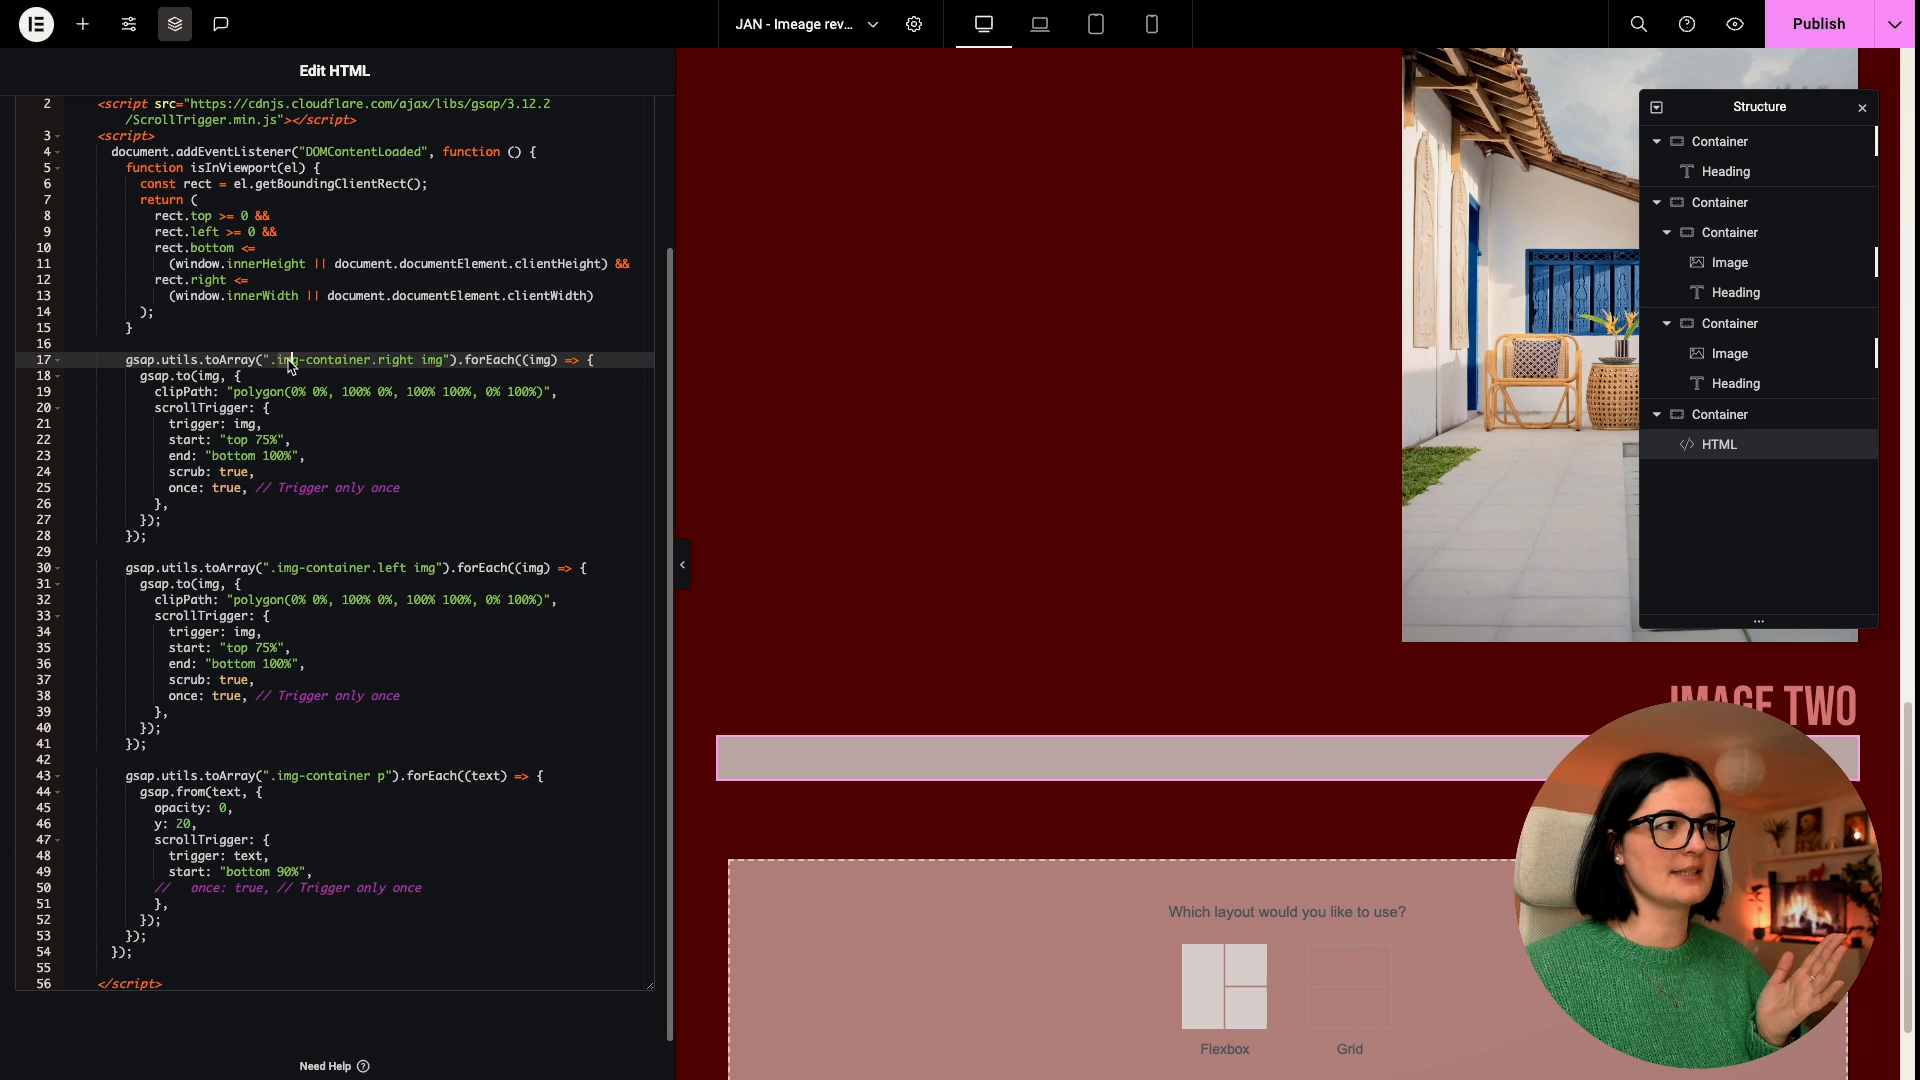 JAN - Imeage rev...
Publish
Edit HTML
2 <script src="https://cdnjs.cloudflare.com/ajax/libs/gsap/3.12.2
/ScrollTrigger.min.js"></script>
3 <script>
4 document.addEventListener("DOMContentLoaded", function () {
5 function isInViewport(el) {
6 const rect = el.getBoundingClientRect();
7 return (
8 rect.top >= 0 &&
9 rect.left >= 0 &&
10 rect.bottom <=
11 (window.innerHeight || document.documentElement.clientHeight) &&
12 rect.right <=
13 (window.innerWidth || document.documentElement.clientWidth)
14 );
15 }
16
17 gsap.utils.toArray(".img-container.right img").forEach((img) => {
18 gsap.to(img, {
19 clipPath: "polygon(0% 0%, 100% 0%, 100% 100%, 0% 100%)",
20 scrollTrigger: {
21 trigger: img,
22 start: "top 75%",
23 end: "bottom 100%",
24 scrub: true,
25 once: true, // Trigger only once
26 },
27 });
28 });
29
30 gsap.utils.toArray(".img-container.left img").forEach((img) => {
31 gsap.to(img, {
32 clipPath: "polygon(0% 0%, 100% 0%, 100% 100%, 0% 100%)",
33 scrollTrigger: {
34 trigger: img,
35 start: "top 75%",
36 end: "bottom 100%",
37 scrub: true,
38 once: true, // Trigger only once
39 },
40 });
41 });
42
43 gsap.utils.toArray(".img-container p").forEach((text) => {
44 gsap.from(text, {
45 opacity: 0,
46 y: 20,
47 scrollTrigger: {
48 trigger: text,
49 start: "bottom 90%",
50 // once: true, // Trigger only once
51 },
52 });
53 });
54 });
55
56 </script>
Need Help ?
Structure
Container
Heading
Container
Container
Image
Heading
Container
Image
Heading
Container
</> HTML
...
IMAGE TWO
Which layout would you like to use?
Flexbox
Grid